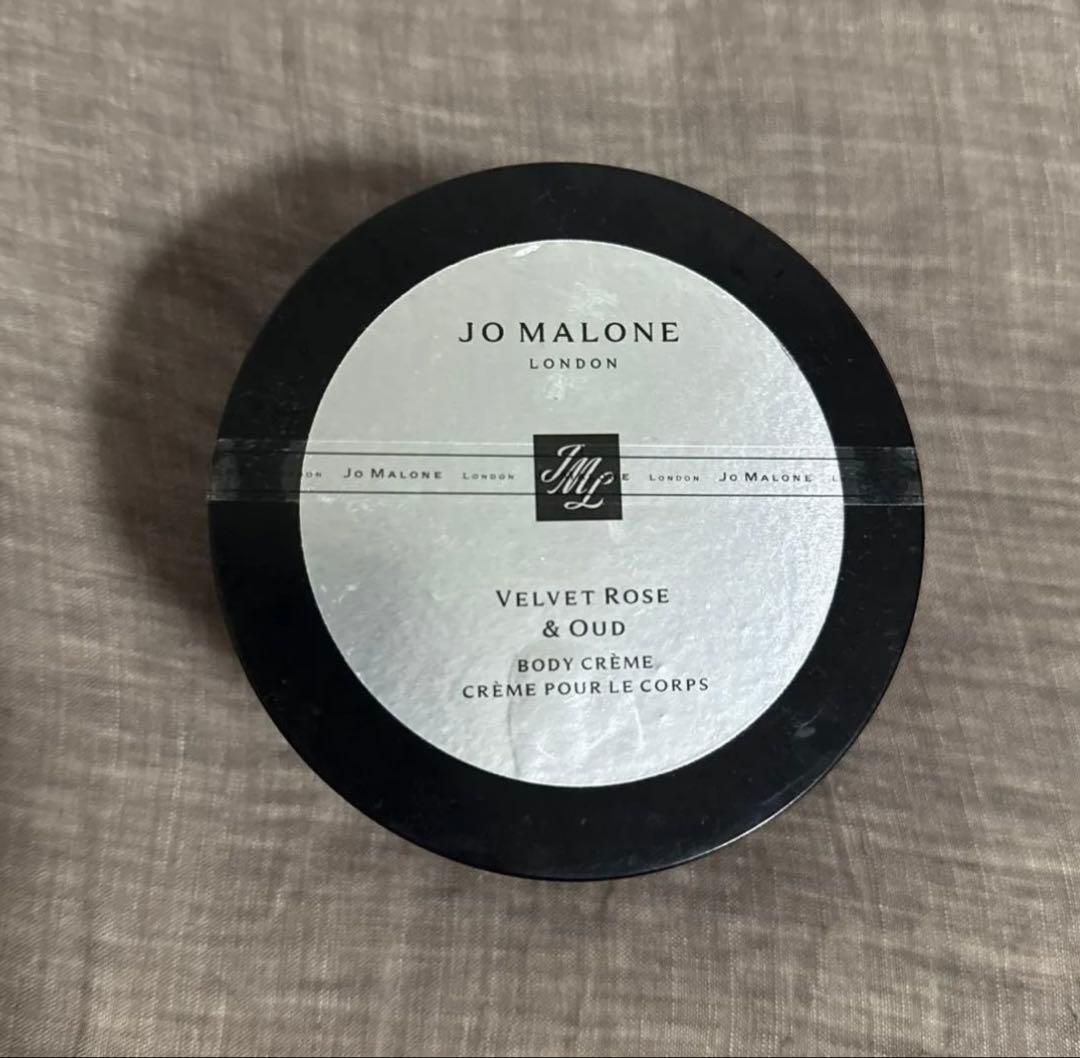 JO MALONE
LONDON
ON JO MALONE LONDON JML E LONDON JO MALONE L
VELVET ROSE
& OUD
BODY CRÈME
CRÈME POUR LE CORPS